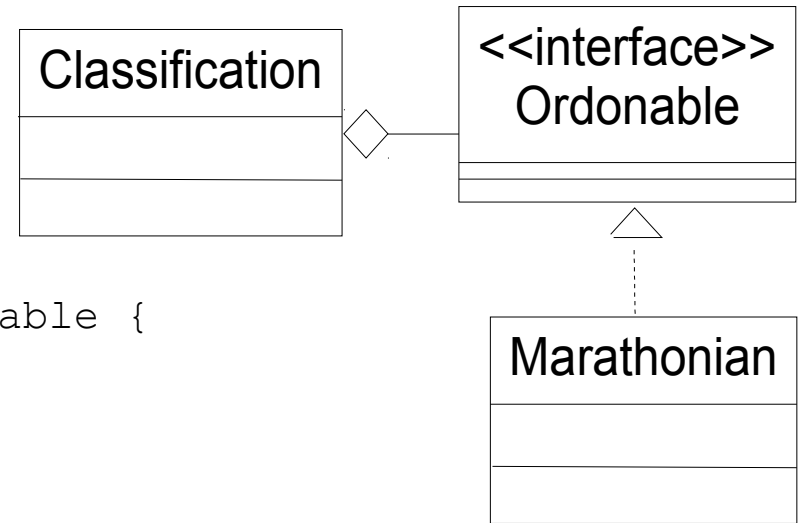 Classification
<<interface>>
Ordonable
able {
Marathonian